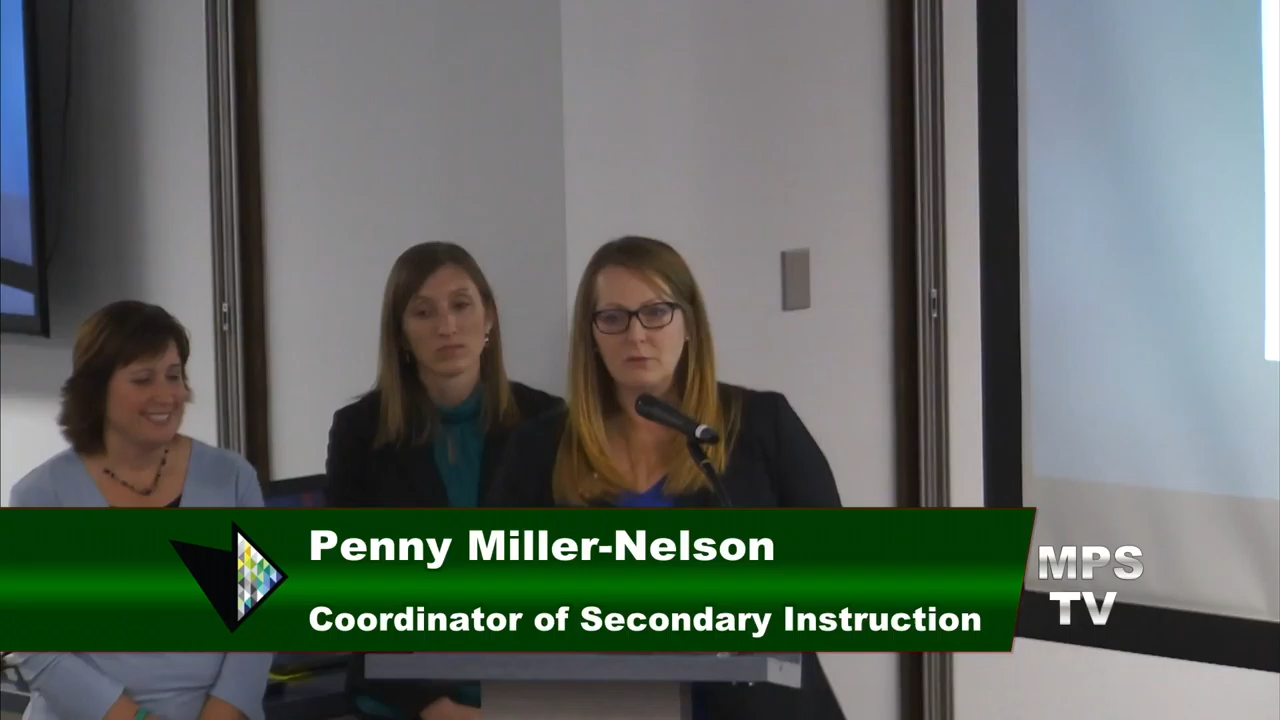 Penny Miller-Nelson
Coordinator of Secondary Instruction
MPS
TV